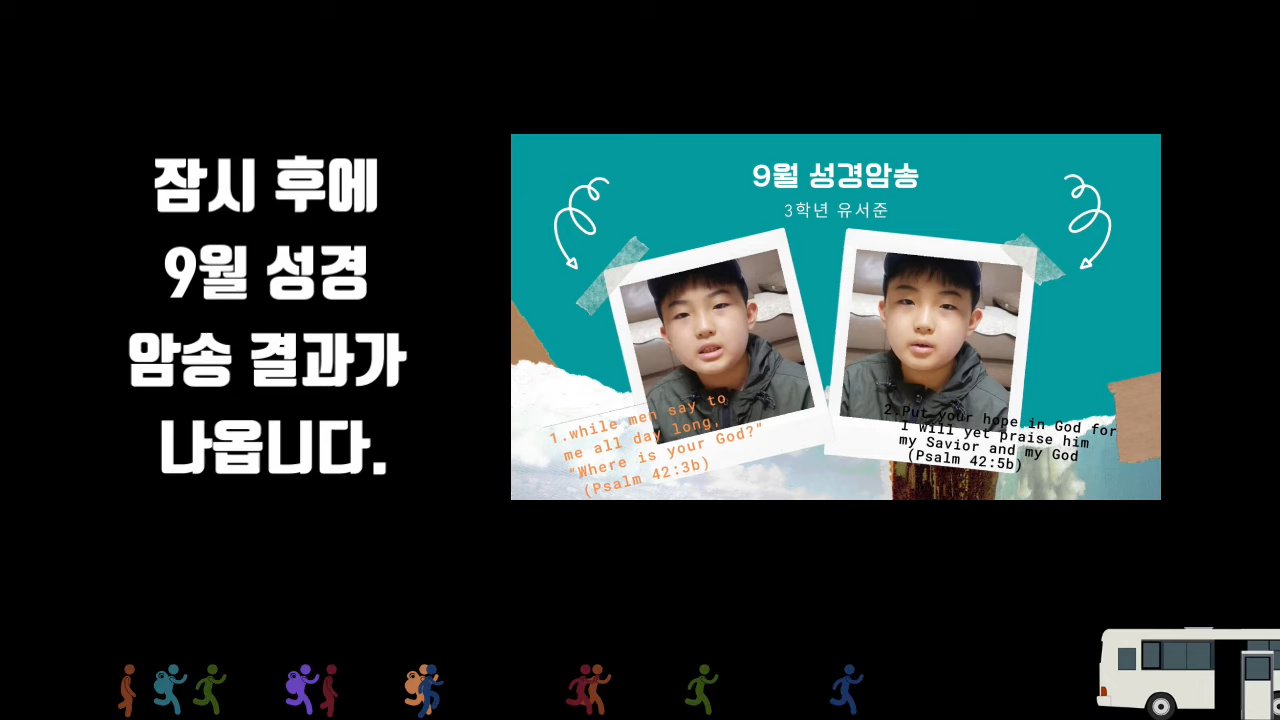 잠시 후에
9월 성경
암송 결과가
나옵니다.
9월 성경암송
3학년 유서준
1.while men say to
me all day long,
“Where is your God?”
(Psalm 42:3b)
2.Put your hope in God for
I will yet praise him
my Savior and my God
(Psalm 42:5b)